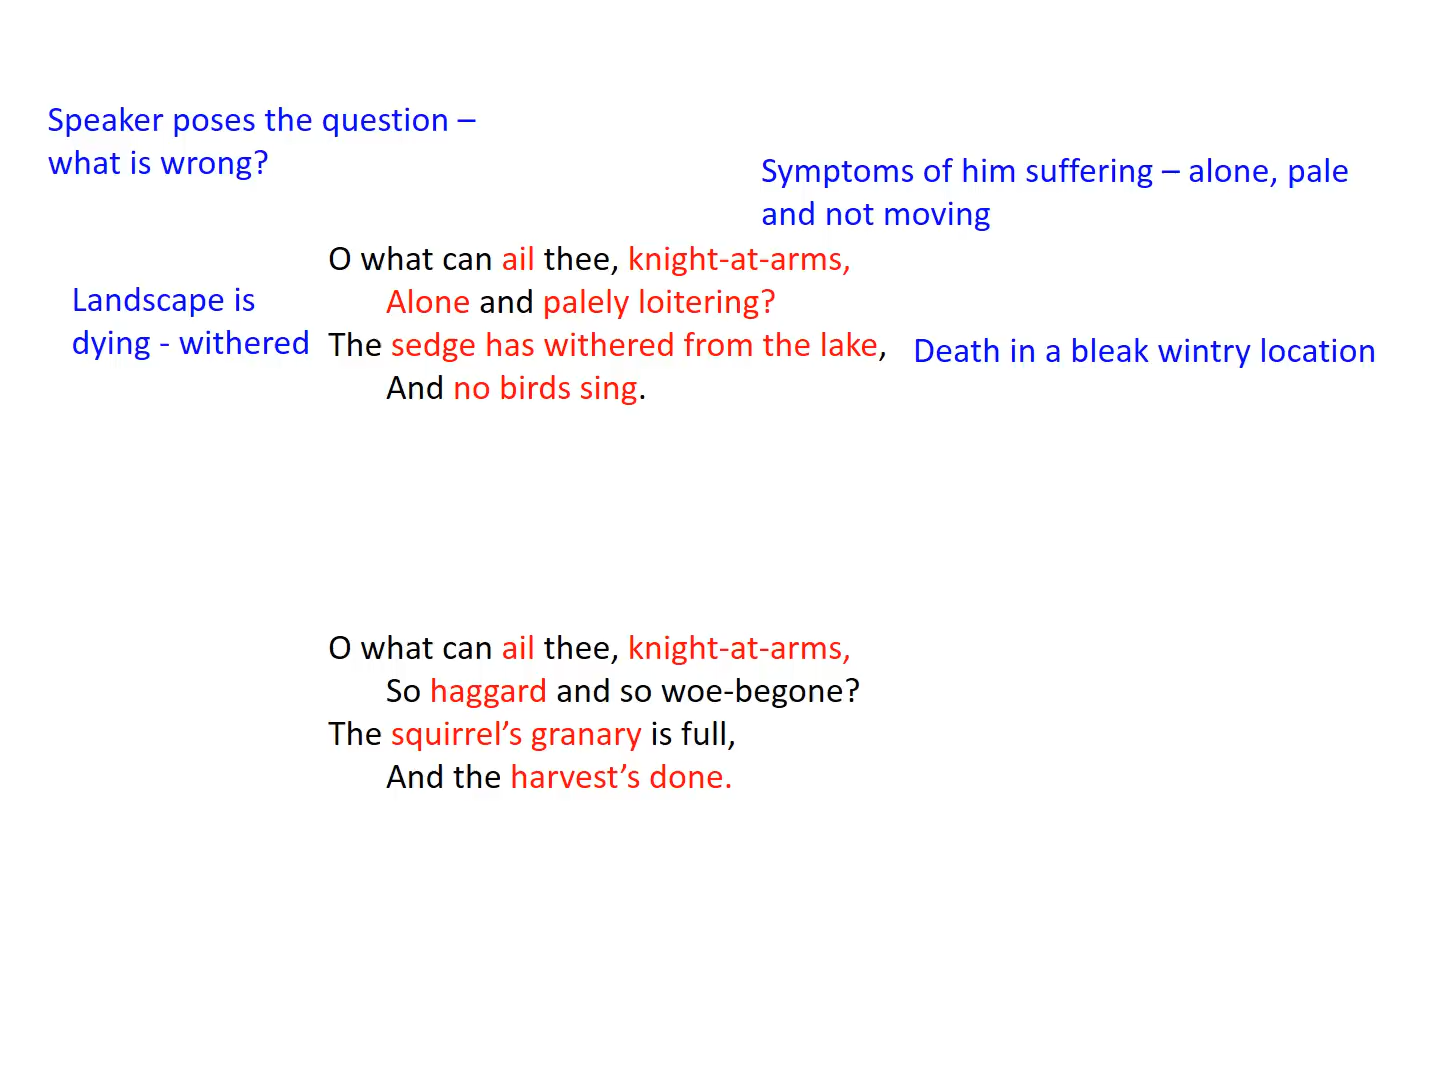 Speaker poses the question –
what is wrong?
Symptoms of him suffering – alone, pale
and not moving
O what can ail thee, knight-at-arms,
Alone and palely loitering?
Landscape is
dying - withered
The sedge has withered from the lake,
And no birds sing.
Death in a bleak wintry location
O what can ail thee, knight-at-arms,
So haggard and so woe-begone?
The squirrel’s granary is full,
And the harvest’s done.